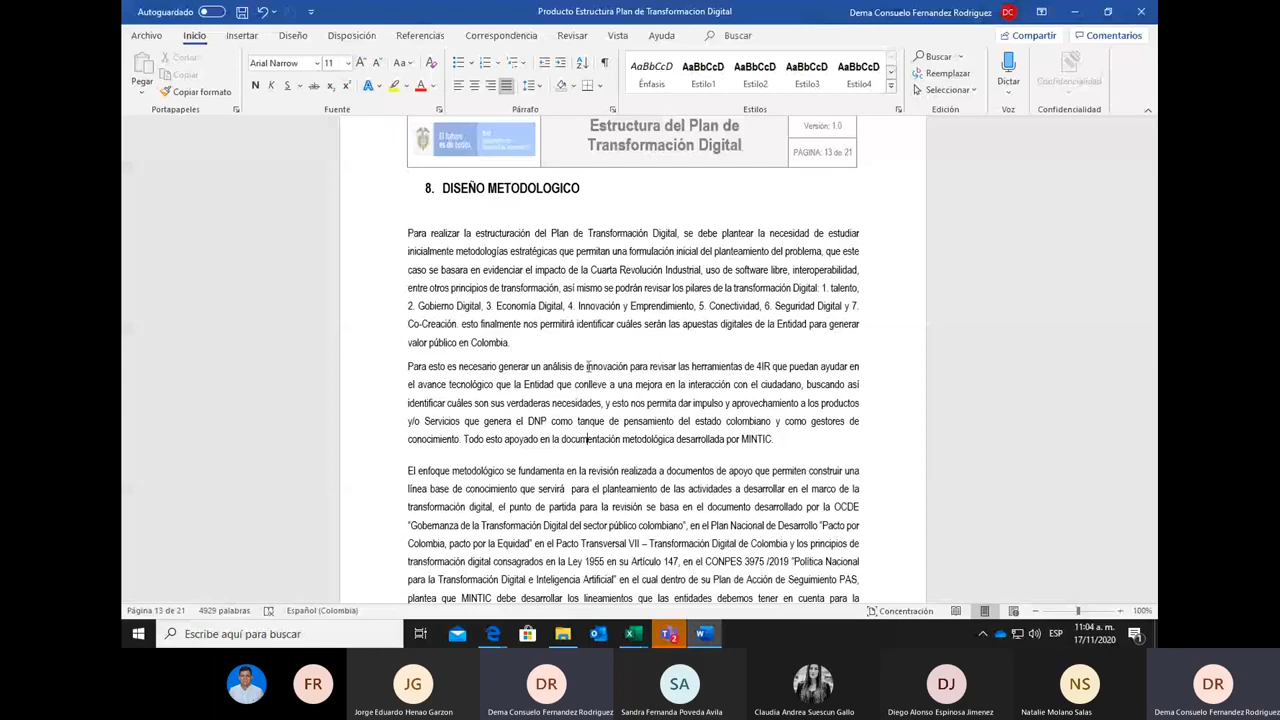 Autoguardado
Producto Estructura Plan de Transformacion Digital
Dema Consuelo Fernandez Rodriguez
DC
Archivo Inicio Insertar Diseño Disposición Referencias Correspondencia Revisar Vista Ayuda Buscar
Compartir Comentarios
Pegar
Cortar
Copiar
Copiar formato
Arial Narrow 11
N K S
AaBbCcD AaBbCcD AaBbCcD AaBbCcD AaBbCcD
Énfasis Estilo1 Estilo2 Estilo3 Estilo4
Buscar
Reemplazar
Seleccionar
Dictar
Confidencialidad
Portapapeles Fuente Párrafo Estilos Edición Voz Confidencialidad
El futuro
es de todos
Estructura del Plan de
Transformación Digital
Versión: 1.0
PÁGINA: 13 de 21
8. DISEÑO METODOLOGICO
Para realizar la estructuración del Plan de Transformación Digital, se debe plantear la necesidad de estudiar
inicialmente metodologías estratégicas que permitan una formulación inicial del planteamiento del problema, que este
caso se basara en evidenciar el impacto de la Cuarta Revolución Industrial, uso de software libre, interoperabilidad,
entre otros principios de transformación, así mismo se podrán revisar los pilares de la transformación Digital: 1. talento,
2. Gobierno Digital, 3. Economía Digital, 4. Innovación y Emprendimiento, 5. Conectividad, 6. Seguridad Digital y 7.
Co-Creación. esto finalmente nos permitirá identificar cuáles serán las apuestas digitales de la Entidad para generar
valor público en Colombia.
Para esto es necesario generar un análisis de innovación para revisar las herramientas de 4IR que puedan ayudar en
el avance tecnológico que la Entidad que conlleve a una mejora en la interacción con el ciudadano, buscando así
identificar cuáles son sus verdaderas necesidades, y esto nos permita dar impulso y aprovechamiento a los productos
y/o Servicios que genera el DNP como tanque de pensamiento del estado colombiano y como gestores de
conocimiento. Todo esto apoyado en la documentación metodológica desarrollada por MINTIC.
El enfoque metodológico se fundamenta en la revisión realizada a documentos de apoyo que permiten construir una
línea base de conocimiento que servirá para el planteamiento de las actividades a desarrollar en el marco de la
transformación digital, el punto de partida para la revisión se basa en el documento desarrollado por la OCDE
“Gobernanza de la Transformación Digital del sector público colombiano”, en el Plan Nacional de Desarrollo “Pacto por
Colombia, pacto por la Equidad” en el Pacto Transversal VII – Transformación Digital de Colombia y los principios de
transformación digital consagrados en la Ley 1955 en su Artículo 147, en el CONPES 3975 /2019 “Política Nacional
para la Transformación Digital e Inteligencia Artificial” en el cual dentro de su Plan de Acción de Seguimiento PAS,
plantea que MINTIC debe desarrollar los lineamientos que las entidades debemos tener en cuenta para la
Página 13 de 21 4929 palabras Español (Colombia) Concentración 100%
Escribe aquí para buscar
ESP
11:04 a. m.
17/11/2020
FR JG DR SA DJ NS DR
Jorge Eduardo Henao Garzon
Dema Consuelo Fernandez Rodriguez
Sandra Fernanda Poveda Avila
Claudia Andrea Suescun Gallo
Diego Alonso Espinosa Jimenez
Natalie Molano Salas
Dema Consuelo Fernandez Rodriguez